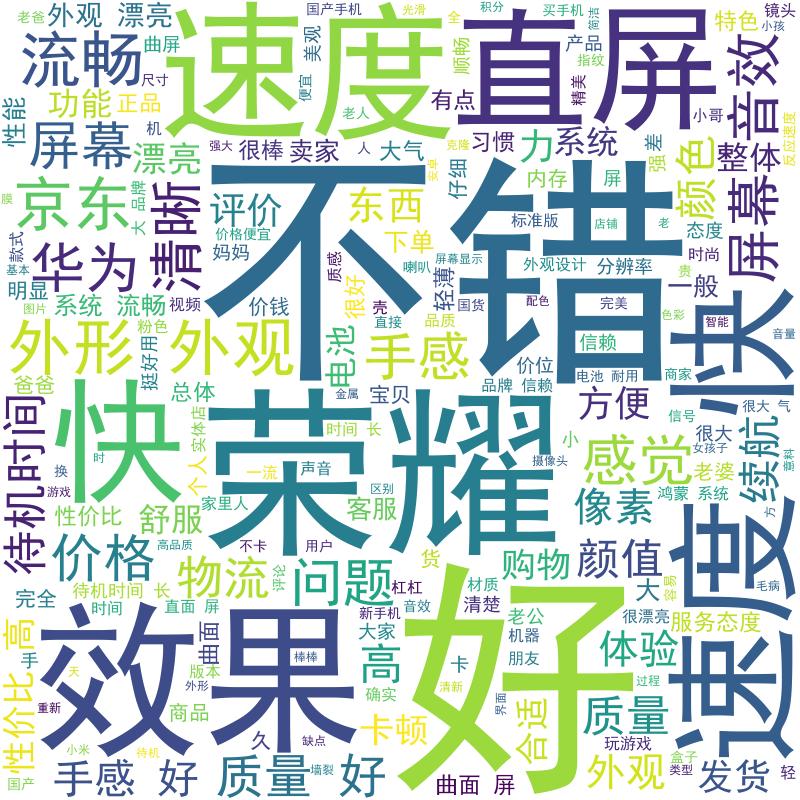 老爸
外观 漂亮
国产手机
光滑
全
积分
买手机
简洁
小孩
特色
镜头
曲屏
尺寸
流畅
速度
直屏
美观
便宜
顺畅
产品
指纹
精美
音效
反应速度
性能
功能
正品
机
有点
小哥
屏幕
漂亮
强大
很棒
卖家
老人
人
大气
克隆
安卓
习惯
力
系统
强
差
整体
仔细
内存
屏
颜色
膜
京东
大
品牌
清晰
不错
评价
价格便宜
妈妈
东西
下单
标准版
店铺
老
态度
时尚
屏幕
款式
基本
华为
质感
喇叭
屏幕显示
外观设计
分辨率
贵
一般
明显
图片
系统 流畅
视频
价钱
很好
壳
轻薄
直接
国货
品质
配色
完美
信赖
色彩
智能
音量
快
外形
粉色
挺好用
外观
电池
手感
价位
爸爸
总体
金属
宝贝
品牌 信赖
电池 耐用
商家
方便
待机时间
快
时
实体店
个人
荣耀
时间 长
一流
声音
区别
摄像头
小
感觉
信号
很大
很大 气
女孩子
老婆
续航
换
游戏
性价比
舒服
家里人
客服
像素
鸿蒙 系统
方
意料
价格
高品质
不卡
用户
货
购物
颜值
速度
容易
毛病
待机时间 长
物流
评论
问题
杠杠
材质
大
完全
时间
直面 屏
新手机
音效
清楚
老公
很漂亮
服务态度
性价比 高
手
天
重新
效果
曲面
版本
外形
棒棒
大家
高
确实
好
卡
清新
机器
朋友
界面
体验
过程
商品
久
缺点
卡顿
合适
质量
玩游戏
盒子
类型
国产
小米
待机
手感 好
质量 好
墙裂
曲面 屏
外观
发货
轻